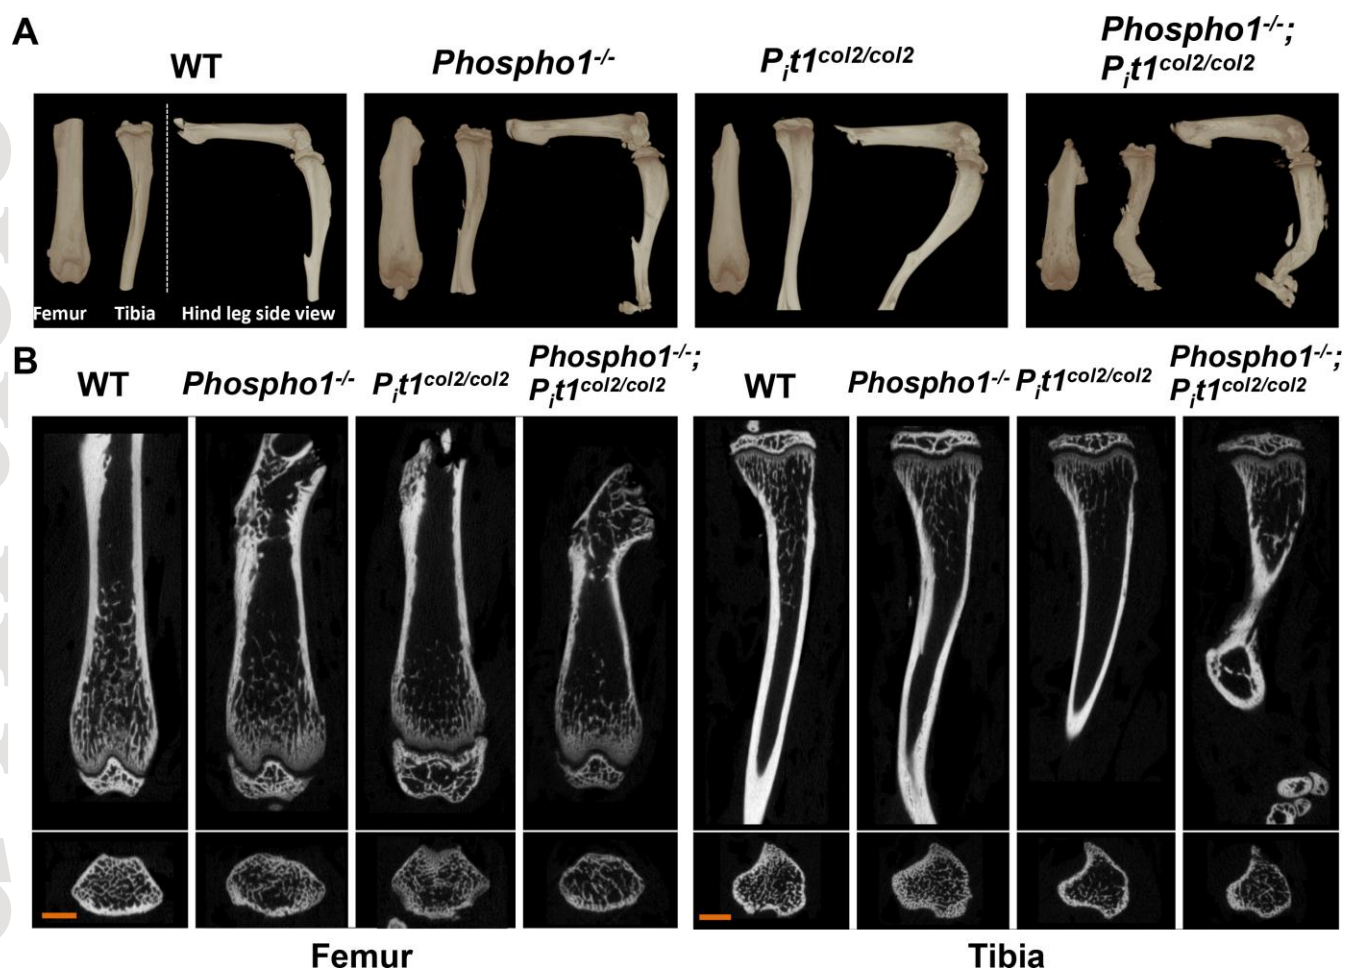 A
WT
Phospho1-/-
Pit1col2/col2
Phospho1-/-;
Pit1col2/col2
Femur
Tibia
Hind leg side view
B
WT
Phospho1-/-
Pit1col2/col2
Phospho1-/-;
Pit1col2/col2
WT
Phospho1-/-
Pit1col2/col2
Phospho1-/-;
Pit1col2/col2
Femur
Tibia